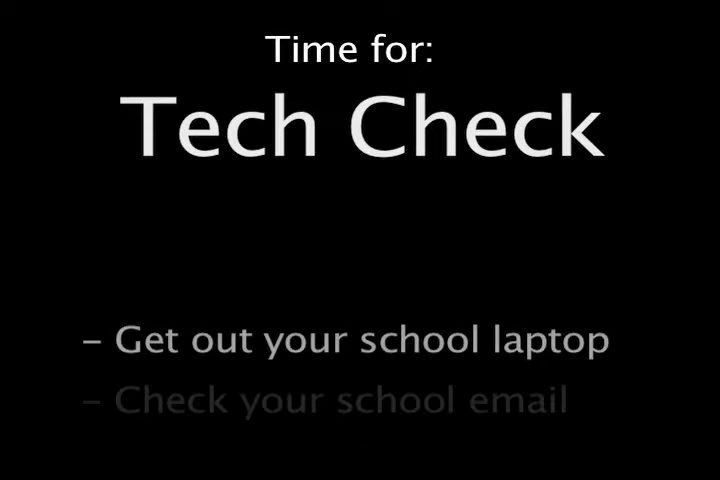 Time for:
Tech Check
– Get out your school laptop
– Check your school email